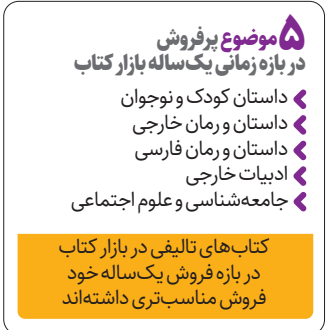 ۵ موضوع پرفروش
در بازه زمانی یک‌ساله بازار کتاب
داستان کودک و نوجوان
داستان و رمان خارجی
داستان و رمان فارسی
ادبیات خارجی
جامعه‌شناسی و علوم اجتماعی
کتاب‌های تالیفی در بازار کتاب
در بازه فروش یک‌ساله خود
فروش مناسب‌تری داشته‌اند